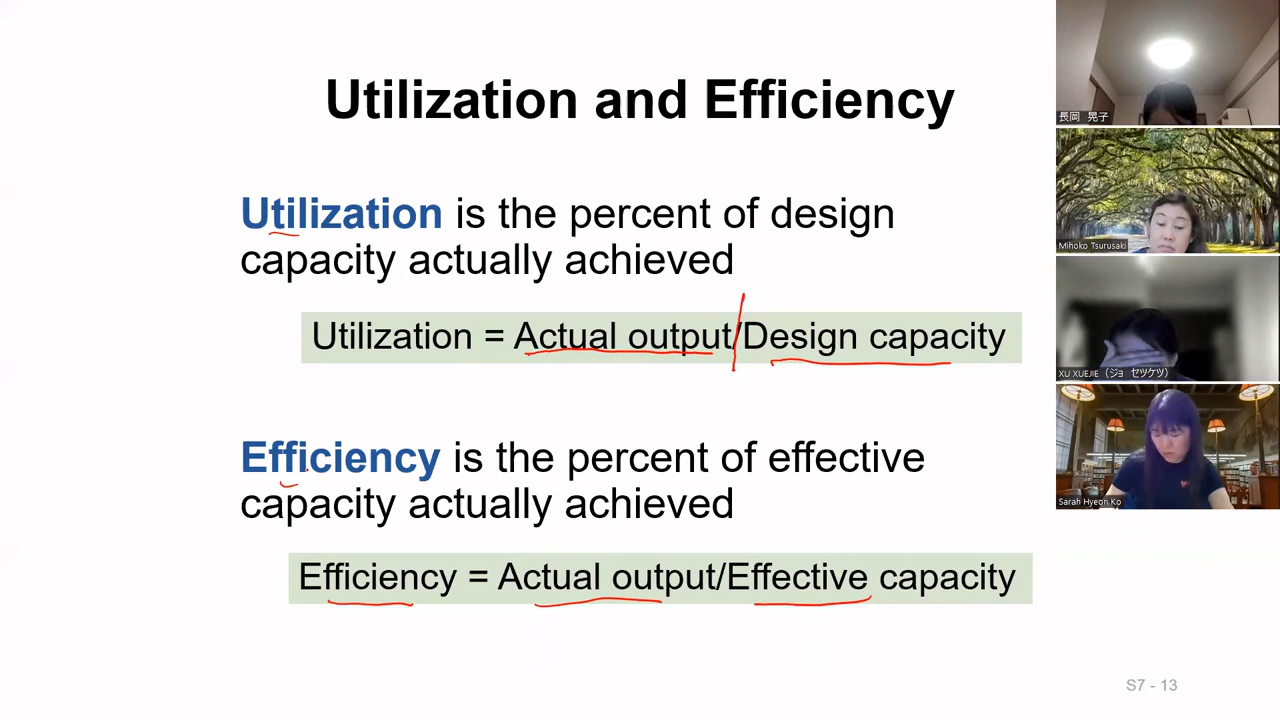 Utilization and Efficiency
Utilization is the percent of design
capacity actually achieved
Utilization = Actual output/Design capacity
Efficiency is the percent of effective
capacity actually achieved
Efficiency = Actual output/Effective capacity
S7 - 13
長岡 晃子
Mihoko Tsurusaki
XU XUEJIE（ジョ セツケツ）
Sarah Hyeon Ko